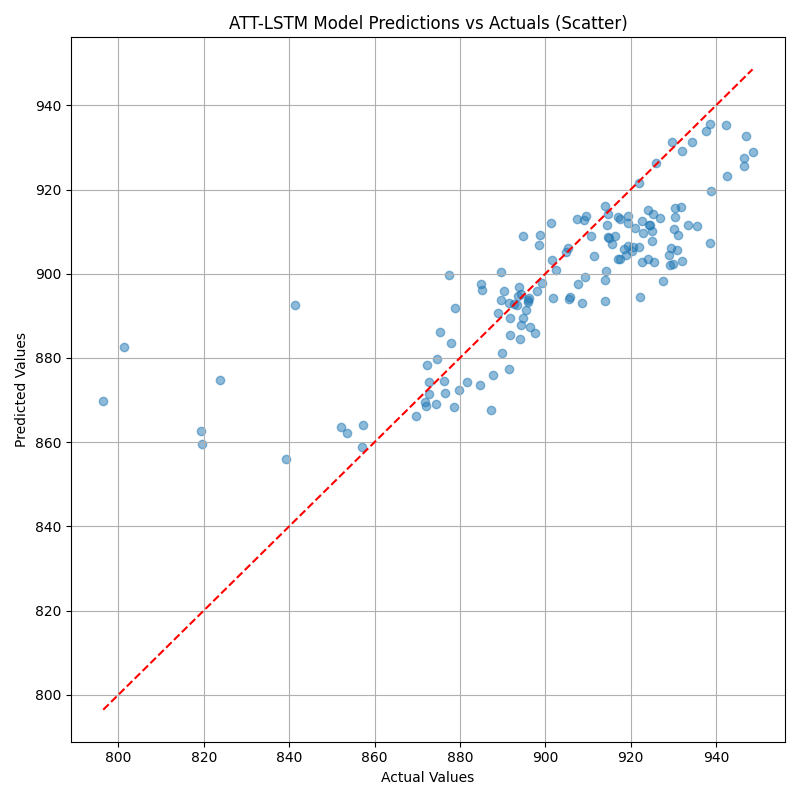 ATT-LSTM Model Predictions vs Actuals (Scatter)
Predicted Values
940
920
900
880
860
840
820
800
800 820 840 860 880 900 920 940
Actual Values